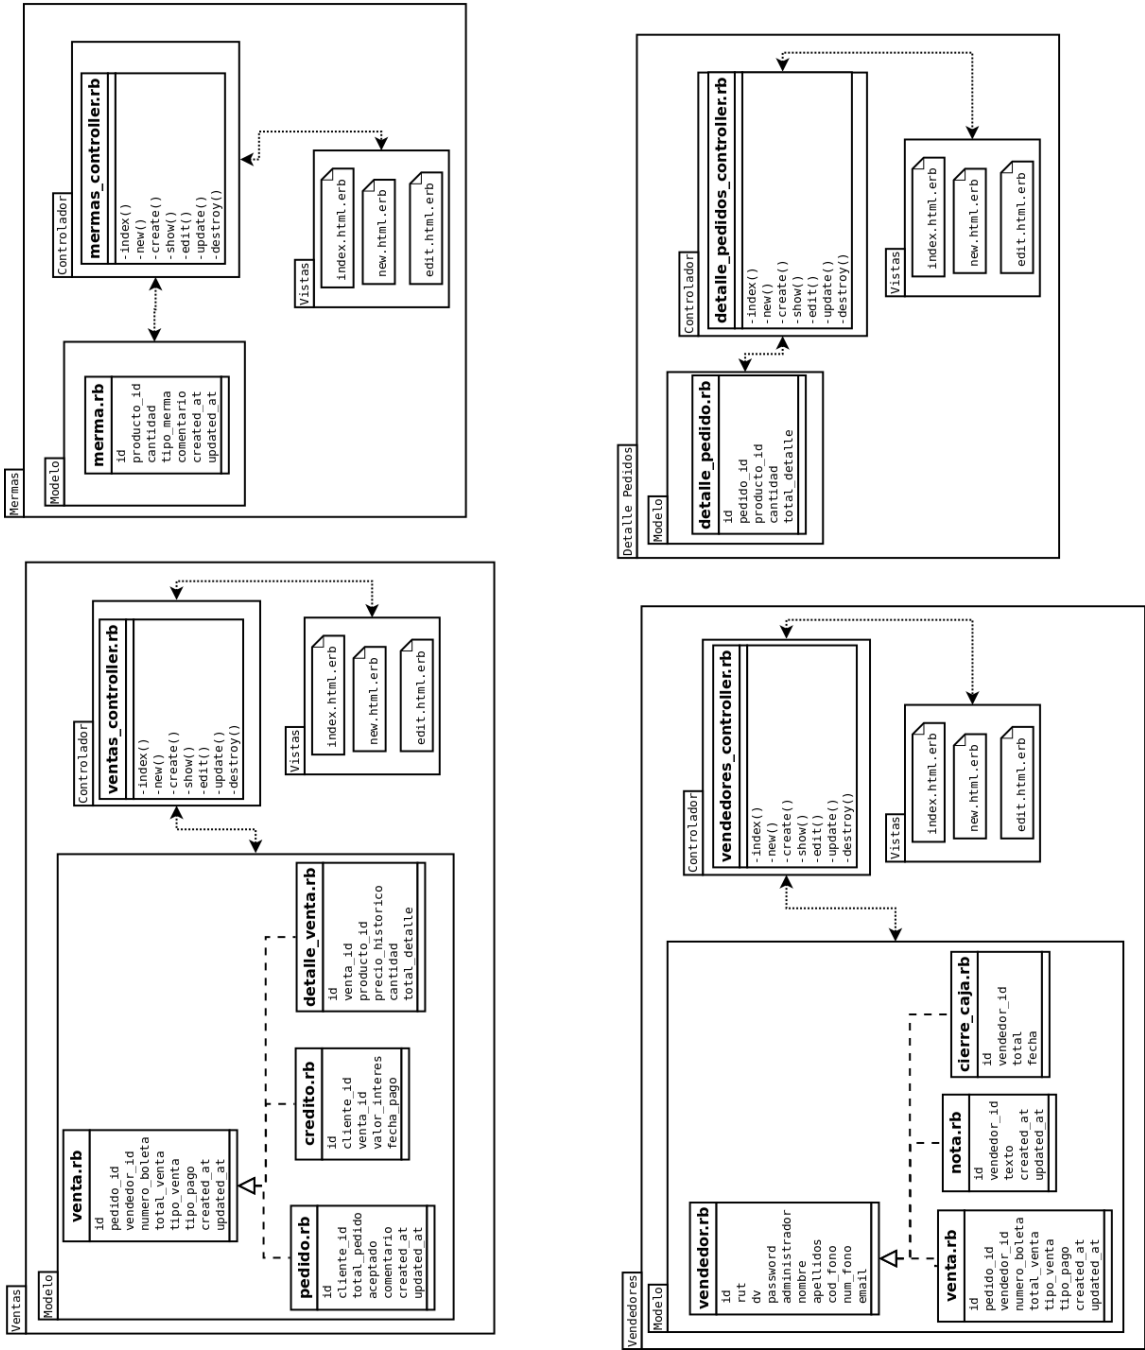 Ventas
Modelo
venta.rb
id
pedido_id
vendedor_id
numero_boleta
total_venta
tipo_venta
tipo_pago
created_at
updated_at
pedido.rb
id
cliente_id
total_pedido
aceptado
comentario
created_at
updated_at
credito.rb
id
cliente_id
venta_id
valor_interes
fecha_pago
detalle_venta.rb
id
venta_id
producto_id
precio_historico
cantidad
total_detalle
Controlador
ventas_controller.rb
-index()
-new()
-create()
-show()
-edit()
-update()
-destroy()
Vistas
index.html.erb
new.html.erb
edit.html.erb
Mermas
Modelo
merma.rb
id
producto_id
cantidad
tipo_merma
comentario
created_at
updated_at
Controlador
mermas_controller.rb
-index()
-new()
-create()
-show()
-edit()
-update()
-destroy()
Vistas
index.html.erb
new.html.erb
edit.html.erb
Vendedores
Modelo
vendedor.rb
id
rut
dv
password
administrador
nombre
apellidos
cod_fono
num_fono
email
venta.rb
id
pedido_id
vendedor_id
numero_boleta
total_venta
tipo_venta
tipo_pago
created_at
updated_at
nota.rb
id
vendedor_id
texto
created_at
updated_at
cierre_caja.rb
id
vendedor_id
total
fecha
Controlador
vendedores_controller.rb
-index()
-new()
-create()
-show()
-edit()
-update()
-destroy()
Vistas
index.html.erb
new.html.erb
edit.html.erb
Detalle Pedidos
Modelo
detalle_pedido.rb
id
pedido_id
producto_id
cantidad
total_detalle
Controlador
detalle_pedidos_controller.rb
-index()
-new()
-create()
-show()
-edit()
-update()
-destroy()
Vistas
index.html.erb
new.html.erb
edit.html.erb